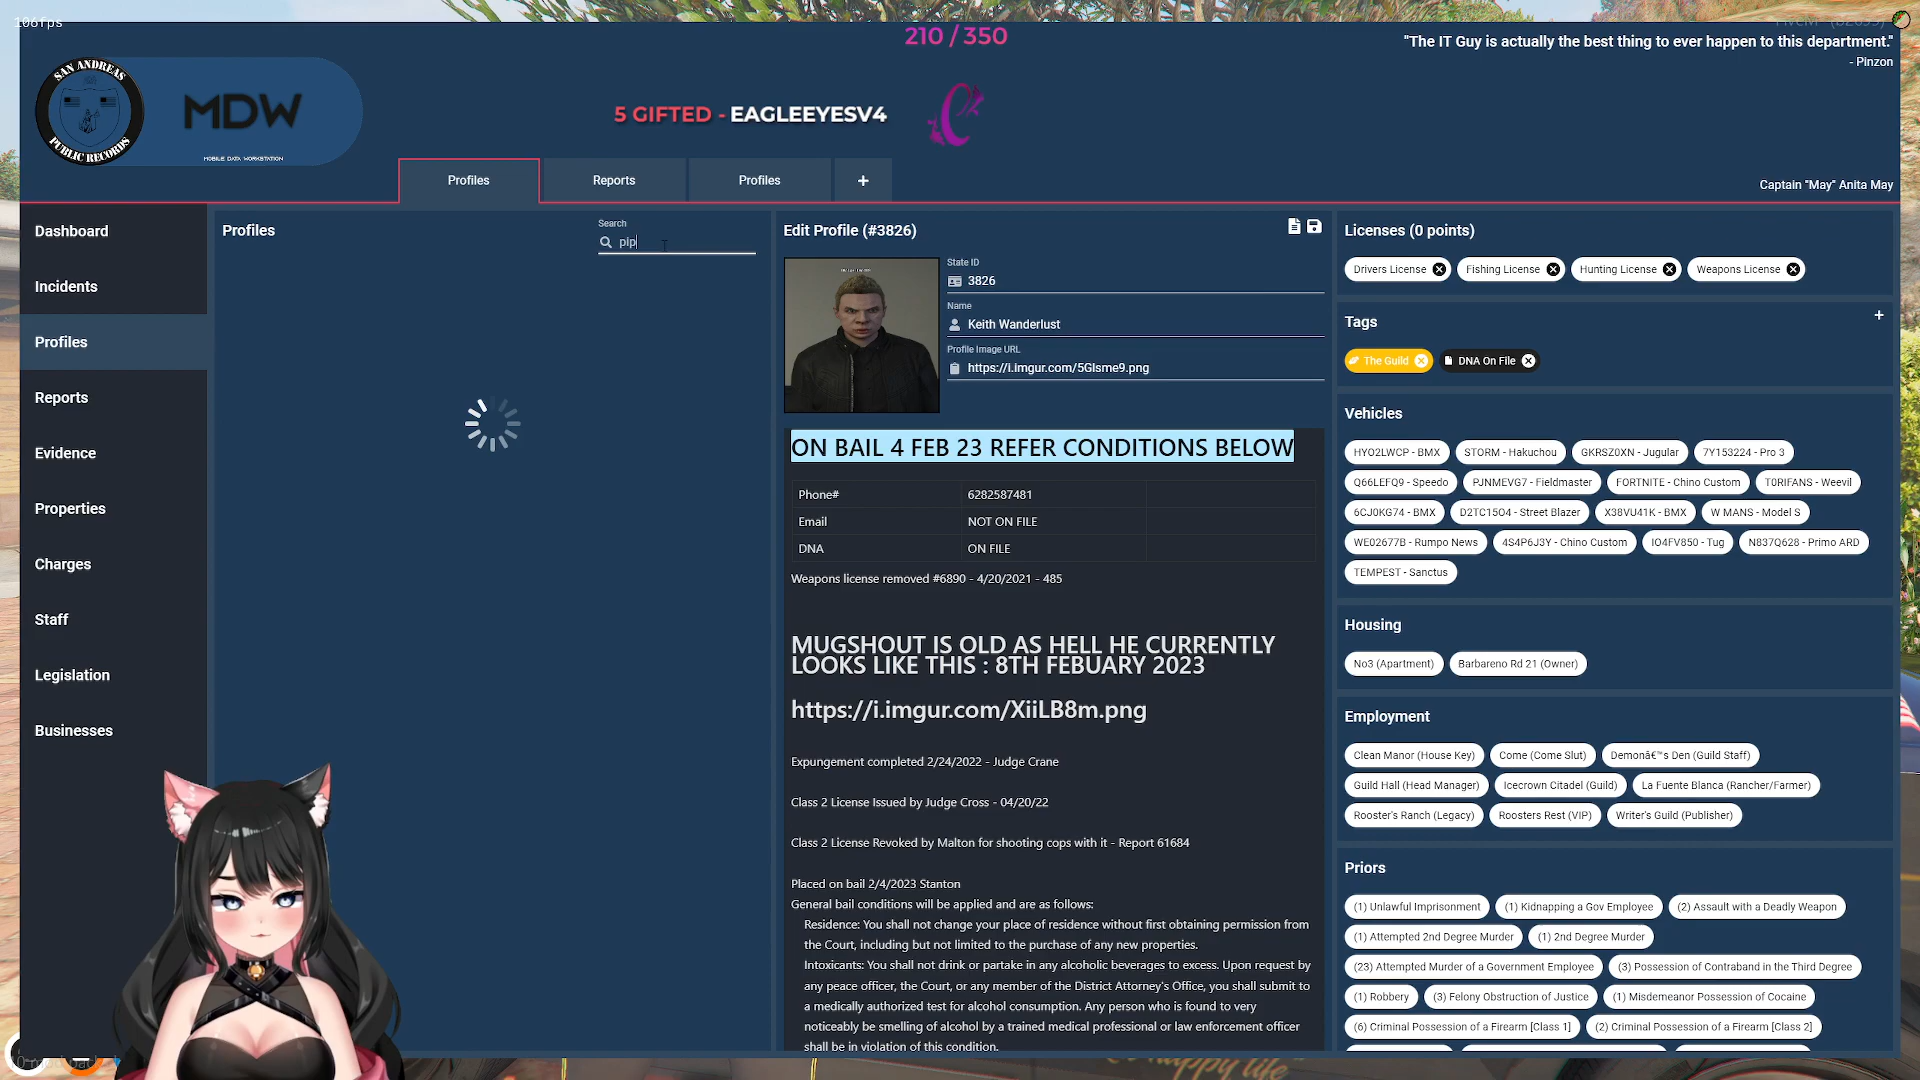 106fps
210 / 350
"The IT Guy is actually the best thing to ever happen to this department."
- Pinzon
SAN ANDREAS
PUBLIC RECORDS
MDW
MOBILE DATA WORKSTATION
5 GIFTED - EAGLEEYESV4
Profiles
Reports
Profiles
+
Captain "May" Anita May
Dashboard
Incidents
Profiles
Reports
Evidence
Properties
Charges
Staff
Legislation
Businesses
Profiles
Search
pip
Edit Profile (#3826)
State ID
3826
Name
Keith Wanderlust
Profile Image URL
https://i.imgur.com/5Glsme9.png
ON BAIL 4 FEB 23 REFER CONDITIONS BELOW
Phone# 6282587481
Email NOT ON FILE
DNA ON FILE
Weapons license removed #6890 - 4/20/2021 - 485
MUGSHOUT IS OLD AS HELL HE CURRENTLY
LOOKS LIKE THIS : 8TH FEBUARY 2023
https://i.imgur.com/XiiLB8m.png
Expungement completed 2/24/2022 - Judge Crane
Class 2 License Issued by Judge Cross - 04/20/22
Class 2 License Revoked by Malton for shooting cops with it - Report 61684
Placed on bail 2/4/2023 Stanton
General bail conditions will be applied and are as follows:
Residence: You shall not change your place of residence without first obtaining permission from
the Court, including but not limited to the purchase of any new properties.
Intoxicants: You shall not drink or partake in any alcoholic beverages to excess. Upon request by
any peace officer, the Court, or any member of the District Attorney's Office, you shall submit to
a medically authorized test for alcohol consumption. Any person who is found to very
noticeably be smelling of alcohol by a trained medical professional or law enforcement officer
shall be in violation of this condition.
Licenses (0 points)
Drivers License Fishing License Hunting License Weapons License
Tags
+
The Guild DNA On File
Vehicles
HYO2LWCP - BMX STORM - Hakuchou GKRSZ0XN - Jugular 7Y153224 - Pro 3
Q66LEFQ9 - Speedo PJNMEVG7 - Fieldmaster FORTNITE - Chino Custom T0RIFANS - Weevil
6CJ0KG74 - BMX D2TC15O4 - Street Blazer X38VU41K - BMX W MANS - Model S
WE02677B - Rumpo News 4S4P6J3Y - Chino Custom IO4FV850 - Tug N837Q628 - Primo ARD
TEMPEST - Sanctus
Housing
No3 (Apartment) Barbareno Rd 21 (Owner)
Employment
Clean Manor (House Key) Come (Come Slut) Demonâ€™s Den (Guild Staff)
Guild Hall (Head Manager) Icecrown Citadel (Guild) La Fuente Blanca (Rancher/Farmer)
Rooster's Ranch (Legacy) Roosters Rest (VIP) Writer's Guild (Publisher)
Priors
(1) Unlawful Imprisonment (1) Kidnapping a Gov Employee (2) Assault with a Deadly Weapon
(1) Attempted 2nd Degree Murder (1) 2nd Degree Murder
(23) Attempted Murder of a Government Employee (3) Possession of Contraband in the Third Degree
(1) Robbery (3) Felony Obstruction of Justice (1) Misdemeanor Possession of Cocaine
(6) Criminal Possession of a Firearm [Class 1] (2) Criminal Possession of a Firearm [Class 2]
happy life